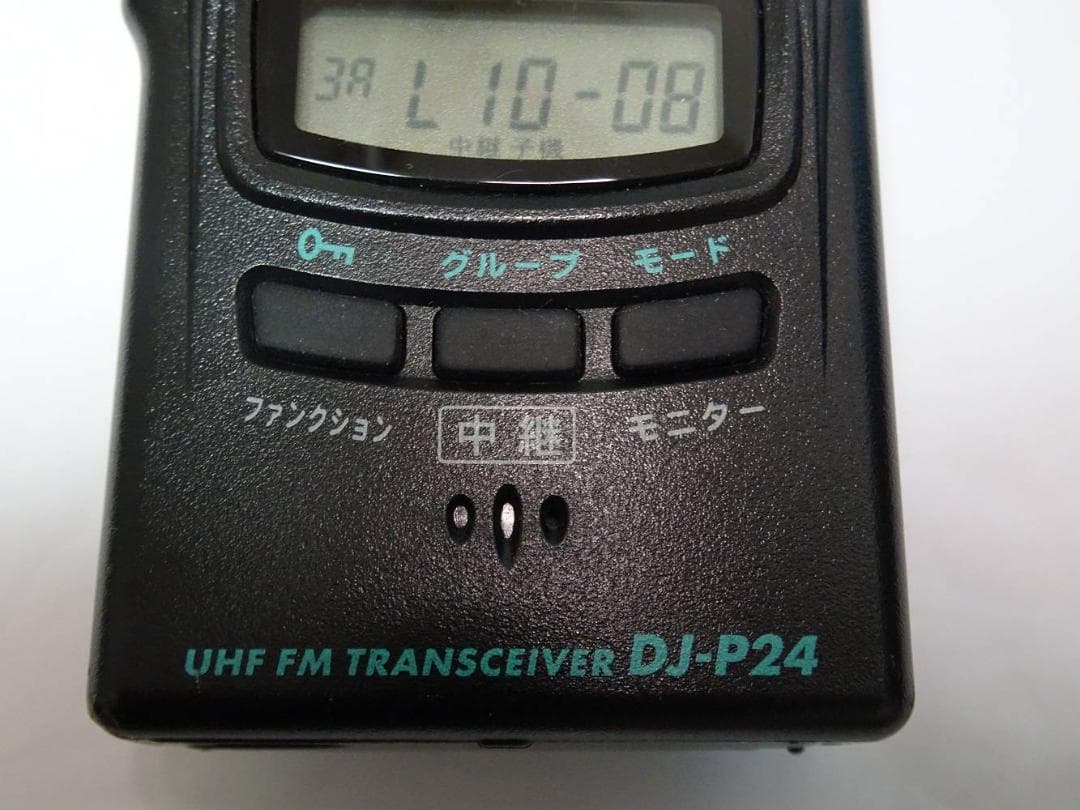 3A L10-08
中継子機
グループ モード
ファンクション 中継 モニター
UHF FM TRANSCEIVER DJ-P24